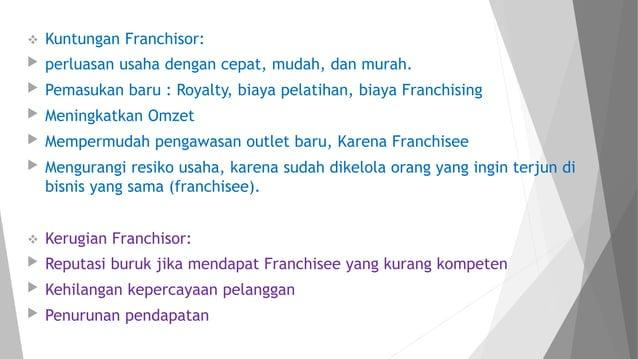 Kuntungan Franchisor:
perluasan usaha dengan cepat, mudah, dan murah.
Pemasukan baru : Royalty, biaya pelatihan, biaya Franchising
Meningkatkan Omzet
Mempermudah pengawasan outlet baru, Karena Franchisee
Mengurangi resiko usaha, karena sudah dikelola orang yang ingin terjun di
bisnis yang sama (franchisee).
Kerugian Franchisor:
Reputasi buruk jika mendapat Franchisee yang kurang kompeten
Kehilangan kepercayaan pelanggan
Penurunan pendapatan